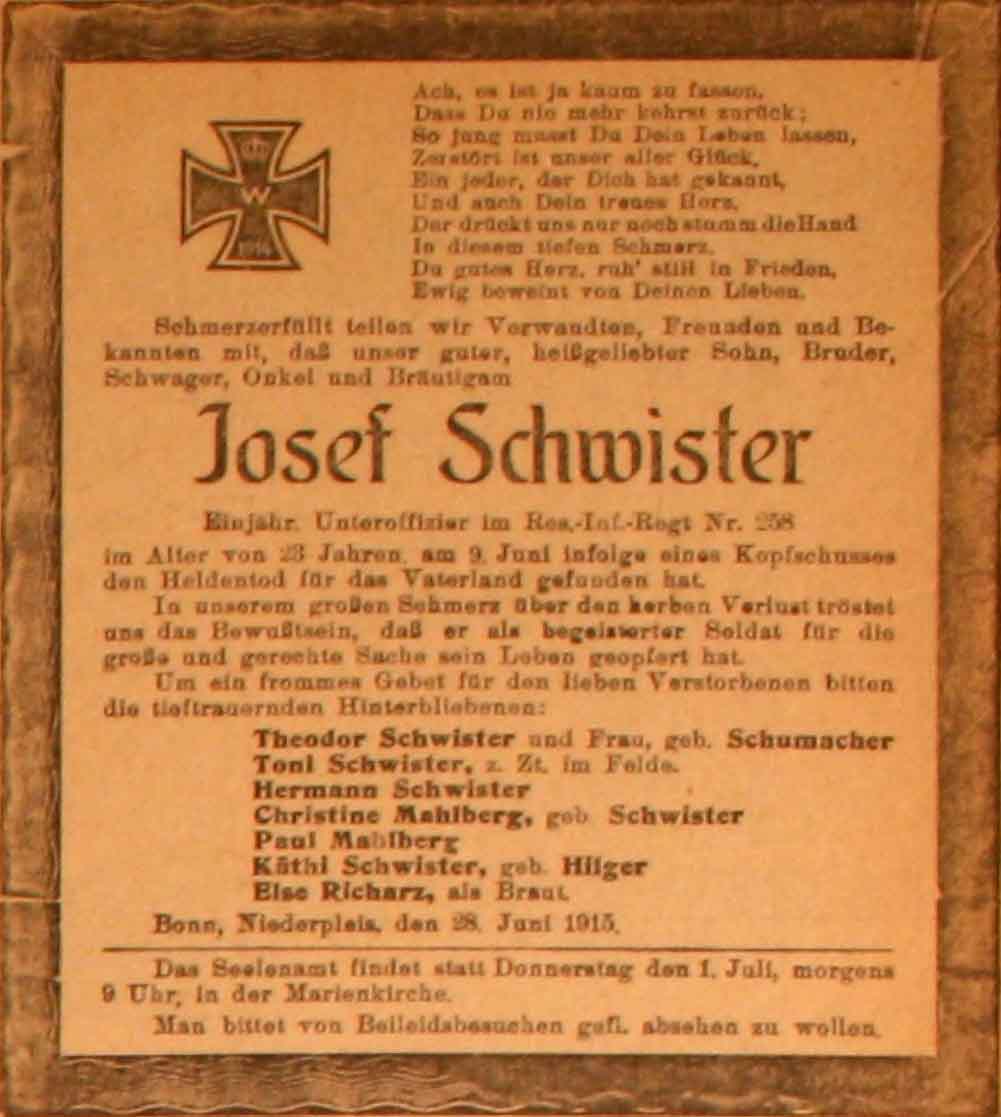 W
1914
Ach, es ist ja kaum zu fassen,
Dass Du nie mehr kehrst zurück;
So jung musst Du Dein Leben lassen,
Zerstört ist unser aller Glück.
Ein jeder, der Dich hat gekannt,
Und auch Dein treues Herz,
Der drückt uns nur noch stumm die Hand
In diesem tiefen Schmerz.
Du gutes Herz, ruh' still in Frieden,
Ewig beweint von Deinen Lieben.
Schmerzerfüllt teilen wir Verwandten, Freunden und Be-
kannten mit, daß unser guter, heißgeliebter Sohn, Bruder,
Schwager, Onkel und Bräutigam
Josef Schwister
Einjähr. Unteroffizier im Res.-Inf.-Regt Nr. 258
im Alter von 23 Jahren, am 9. Juni infolge eines Kopfschusses
den Heldentod für das Vaterland gefunden hat.
In unserem großen Schmerz über den herben Verlust tröstet
uns das Bewußtsein, daß er als begeisterter Soldat für die
große und gerechte Sache sein Leben geopfert hat.
Um ein frommes Gebet für den lieben Verstorbenen bitten
die tieftrauernden Hinterbliebenen:
Theodor Schwister und Frau, geb. Schumacher
Toni Schwister, z. Zt. im Felde.
Hermann Schwister
Christine Mahlberg, geb. Schwister
Paul Mahlberg
Käthi Schwister, geb. Hilger
Else Richarz, als Braut.
Bonn, Niederpleis, den 28. Juni 1915.
Das Seelenamt findet statt Donnerstag den 1. Juli, morgens
9 Uhr, in der Marienkirche.
Man bittet von Beileidsbesuchen gefl. absehen zu wollen.